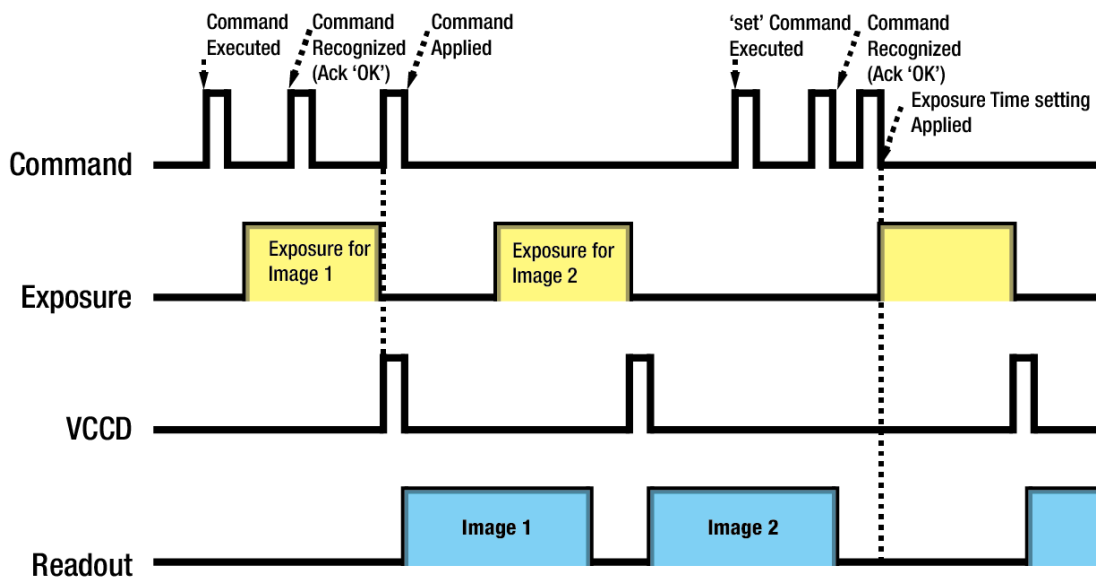 Command
Executed
Command
Recognized
(Ack ‘OK’)
Command
Applied
‘set’ Command
Executed
Command
Recognized
(Ack ‘OK’)
Exposure Time setting
Applied
Command
Exposure for
Image 1
Exposure for
Image 2
Exposure
VCCD
Image 1
Image 2
Readout